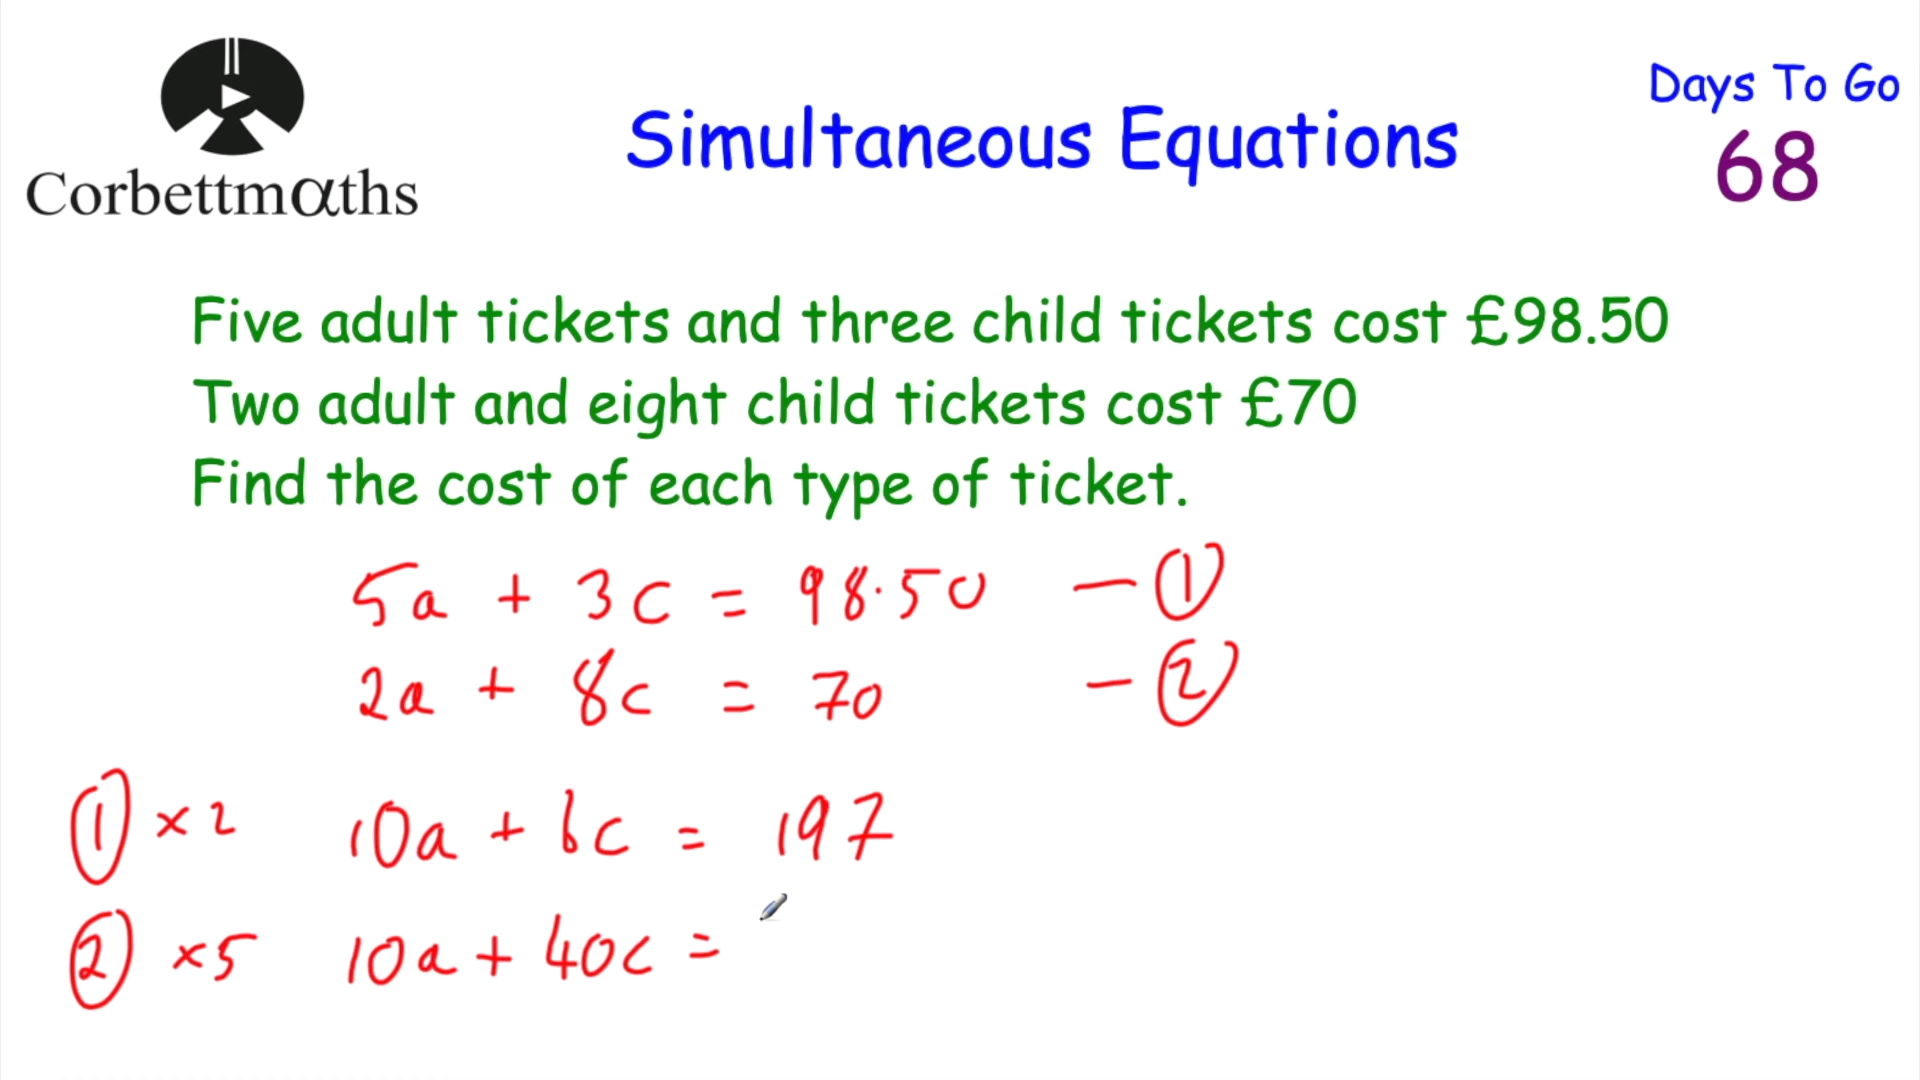 Corbettmαths
Simultaneous Equations
Days To Go
68
Five adult tickets and three child tickets cost £98.50
Two adult and eight child tickets cost £70
Find the cost of each type of ticket.
5a + 3c = 98.50 - ①
2a + 8c = 70 - ②
① ×2 10a + 6c = 197
② ×5 10a + 40c =